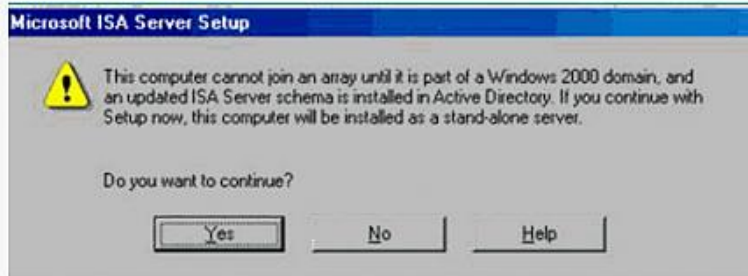 Microsoft ISA Server Setup
This computer cannot join an array until it is part of a Windows 2000 domain, and
an updated ISA Server schema is installed in Active Directory. If you continue with
Setup now, this computer will be installed as a stand-alone server.
Do you want to continue?
Yes No Help